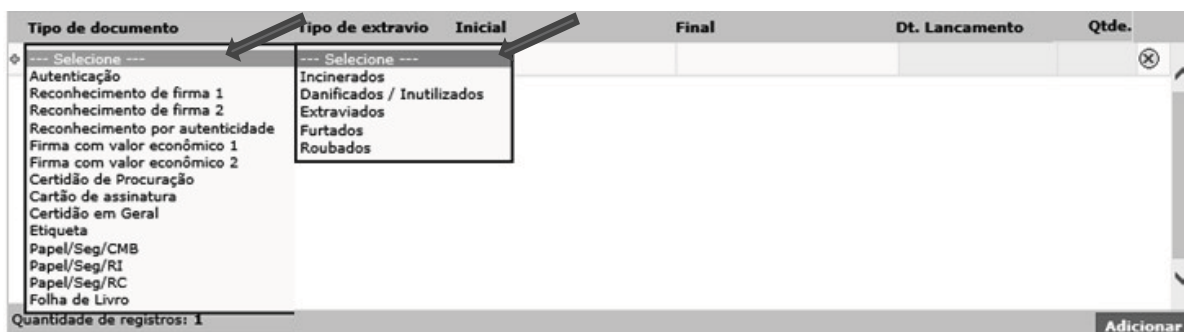 Tipo de documento Tipo de extravio Inicial Final Dt. Lancamento Qtde.
--- Selecione ---
Autenticação
Reconhecimento de firma 1
Reconhecimento de firma 2
Reconhecimento por autenticidade
Firma com valor econômico 1
Firma com valor econômico 2
Certidão de Procuração
Cartão de assinatura
Certidão em Geral
Etiqueta
Papel/Seg/CMB
Papel/Seg/RI
Papel/Seg/RC
Folha de Livro
--- Selecione ---
Incinerados
Danificados / Inutilizados
Extraviados
Furtados
Roubados
Quantidade de registros: 1
Adicionar